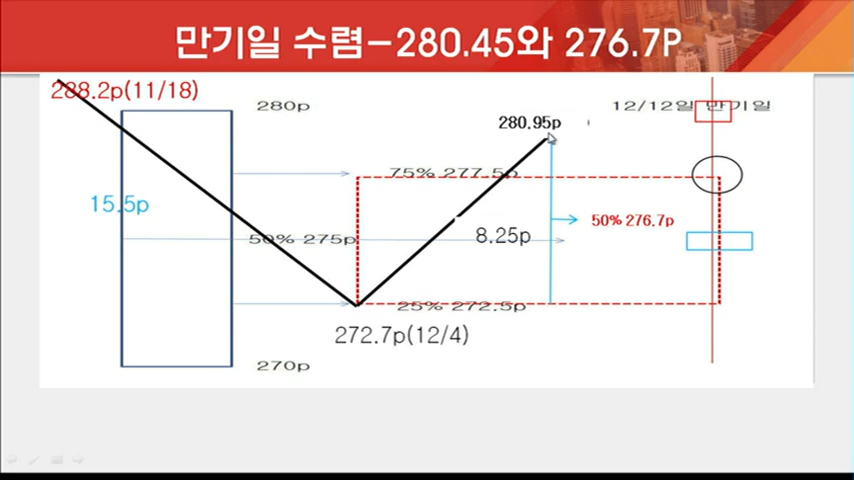 만기일 수렴-280.45와 276.7P
288.2p(11/18)
280p
12/12일 만기일
280.95p
75% 277.5p
15.5p
50% 276.7p
50% 275p
8.25p
25% 272.5p
272.7p(12/4)
270p